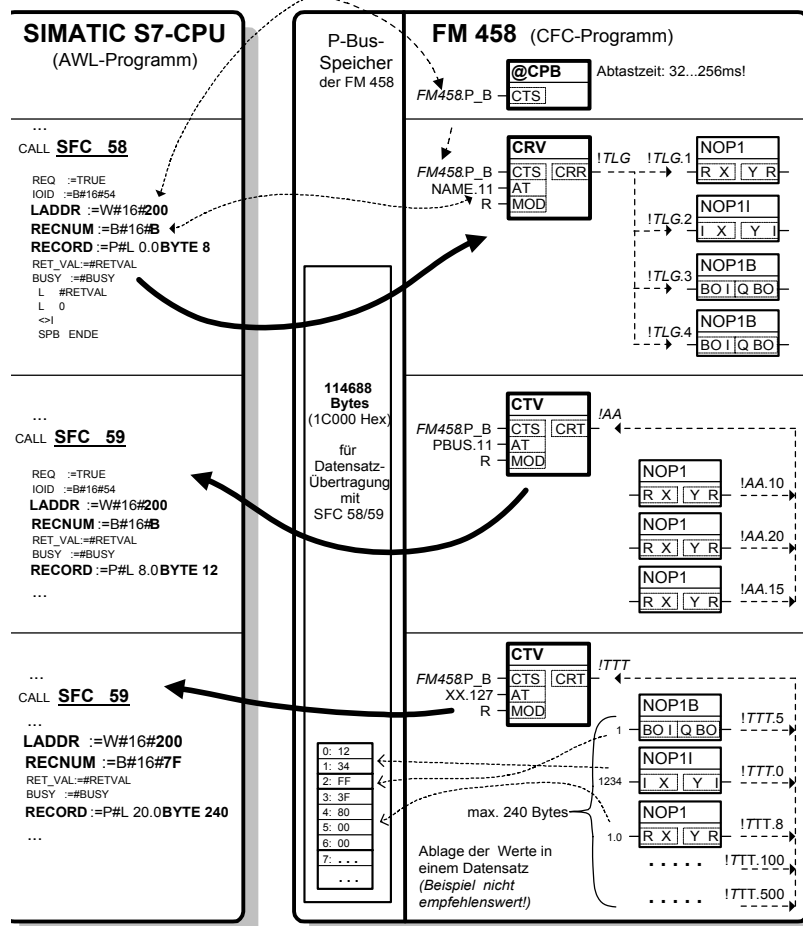 SIMATIC S7-CPU
(AWL-Programm)
...
CALL SFC 58
REQ :=TRUE
IOID :=B#16#54
LADDR :=W#16#200
RECNUM :=B#16#B
RECORD :=P#L 0.0BYTE 8
RET_VAL:=#RETVAL
BUSY :=#BUSY
L #RETVAL
L 0
<>I
SPB ENDE
...
CALL SFC 59
REQ :=TRUE
IOID :=B#16#54
LADDR :=W#16#200
RECNUM :=B#16#B
RET_VAL:=#RETVAL
BUSY :=#BUSY
RECORD :=P#L 8.0BYTE 12
...
...
CALL SFC 59
...
LADDR :=W#16#200
RECNUM :=B#16#7F
RET_VAL:=#RETVAL
BUSY :=#BUSY
RECORD :=P#L 20.0BYTE 240
...
P-Bus-
Speicher
der FM 458
114688
Bytes
(1C000 Hex)
für
Datensatz-
Übertragung
mit
SFC 58/59
0: 12
1: 34
2: FF
3: 3F
4: 80
5: 00
6: 00
7: . . .
. . .
FM 458 (CFC-Programm)
@CPB
Abtastzeit: 32...256ms!
FM458.P_B
CTS
CRV
FM458.P_B
CTS CRR
NAME.11
AT
R
MOD
!TLG
!TLG.1
NOP1
R X Y R
!TLG.2
NOP1I
I X Y I
!TLG.3
NOP1B
BO I Q BO
!TLG.4
NOP1B
BO I Q BO
CTV
FM458.P_B
CTS CRT
PBUS.11
AT
R
MOD
!AA
NOP1
R X Y R
!AA.10
NOP1
R X Y R
!AA.20
NOP1
R X Y R
!AA.15
CTV
FM458.P_B
CTS CRT
XX.127
AT
R
MOD
!TTT
NOP1B
1
BO I Q BO
!TTT.5
NOP1I
1234
I X Y I
!TTT.0
NOP1
1.0
R X Y R
!TTT.8
max. 240 Bytes
. . . . .
!TTT.100
. . . . .
!TTT.500
Ablage der Werte in
einem Datensatz
(Beispiel nicht
empfehlenswert!)